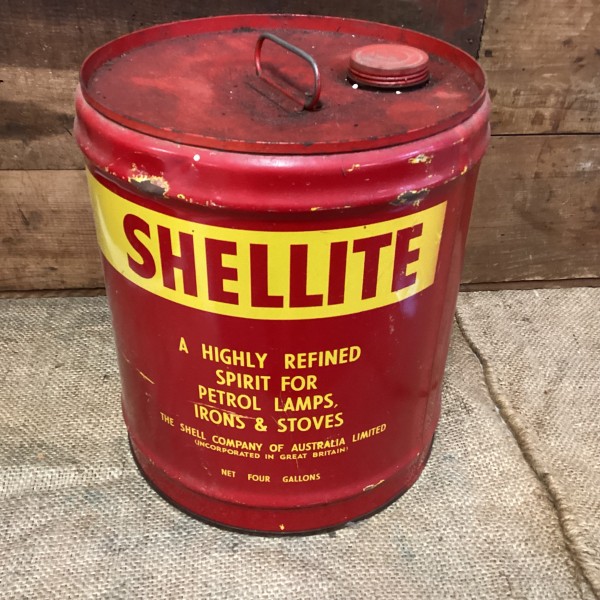 SHELLITE
A HIGHLY REFINED
SPIRIT FOR
PETROL LAMPS,
IRONS & STOVES
THE SHELL COMPANY OF AUSTRALIA LIMITED
(INCORPORATED IN GREAT BRITAIN)
NET FOUR GALLONS